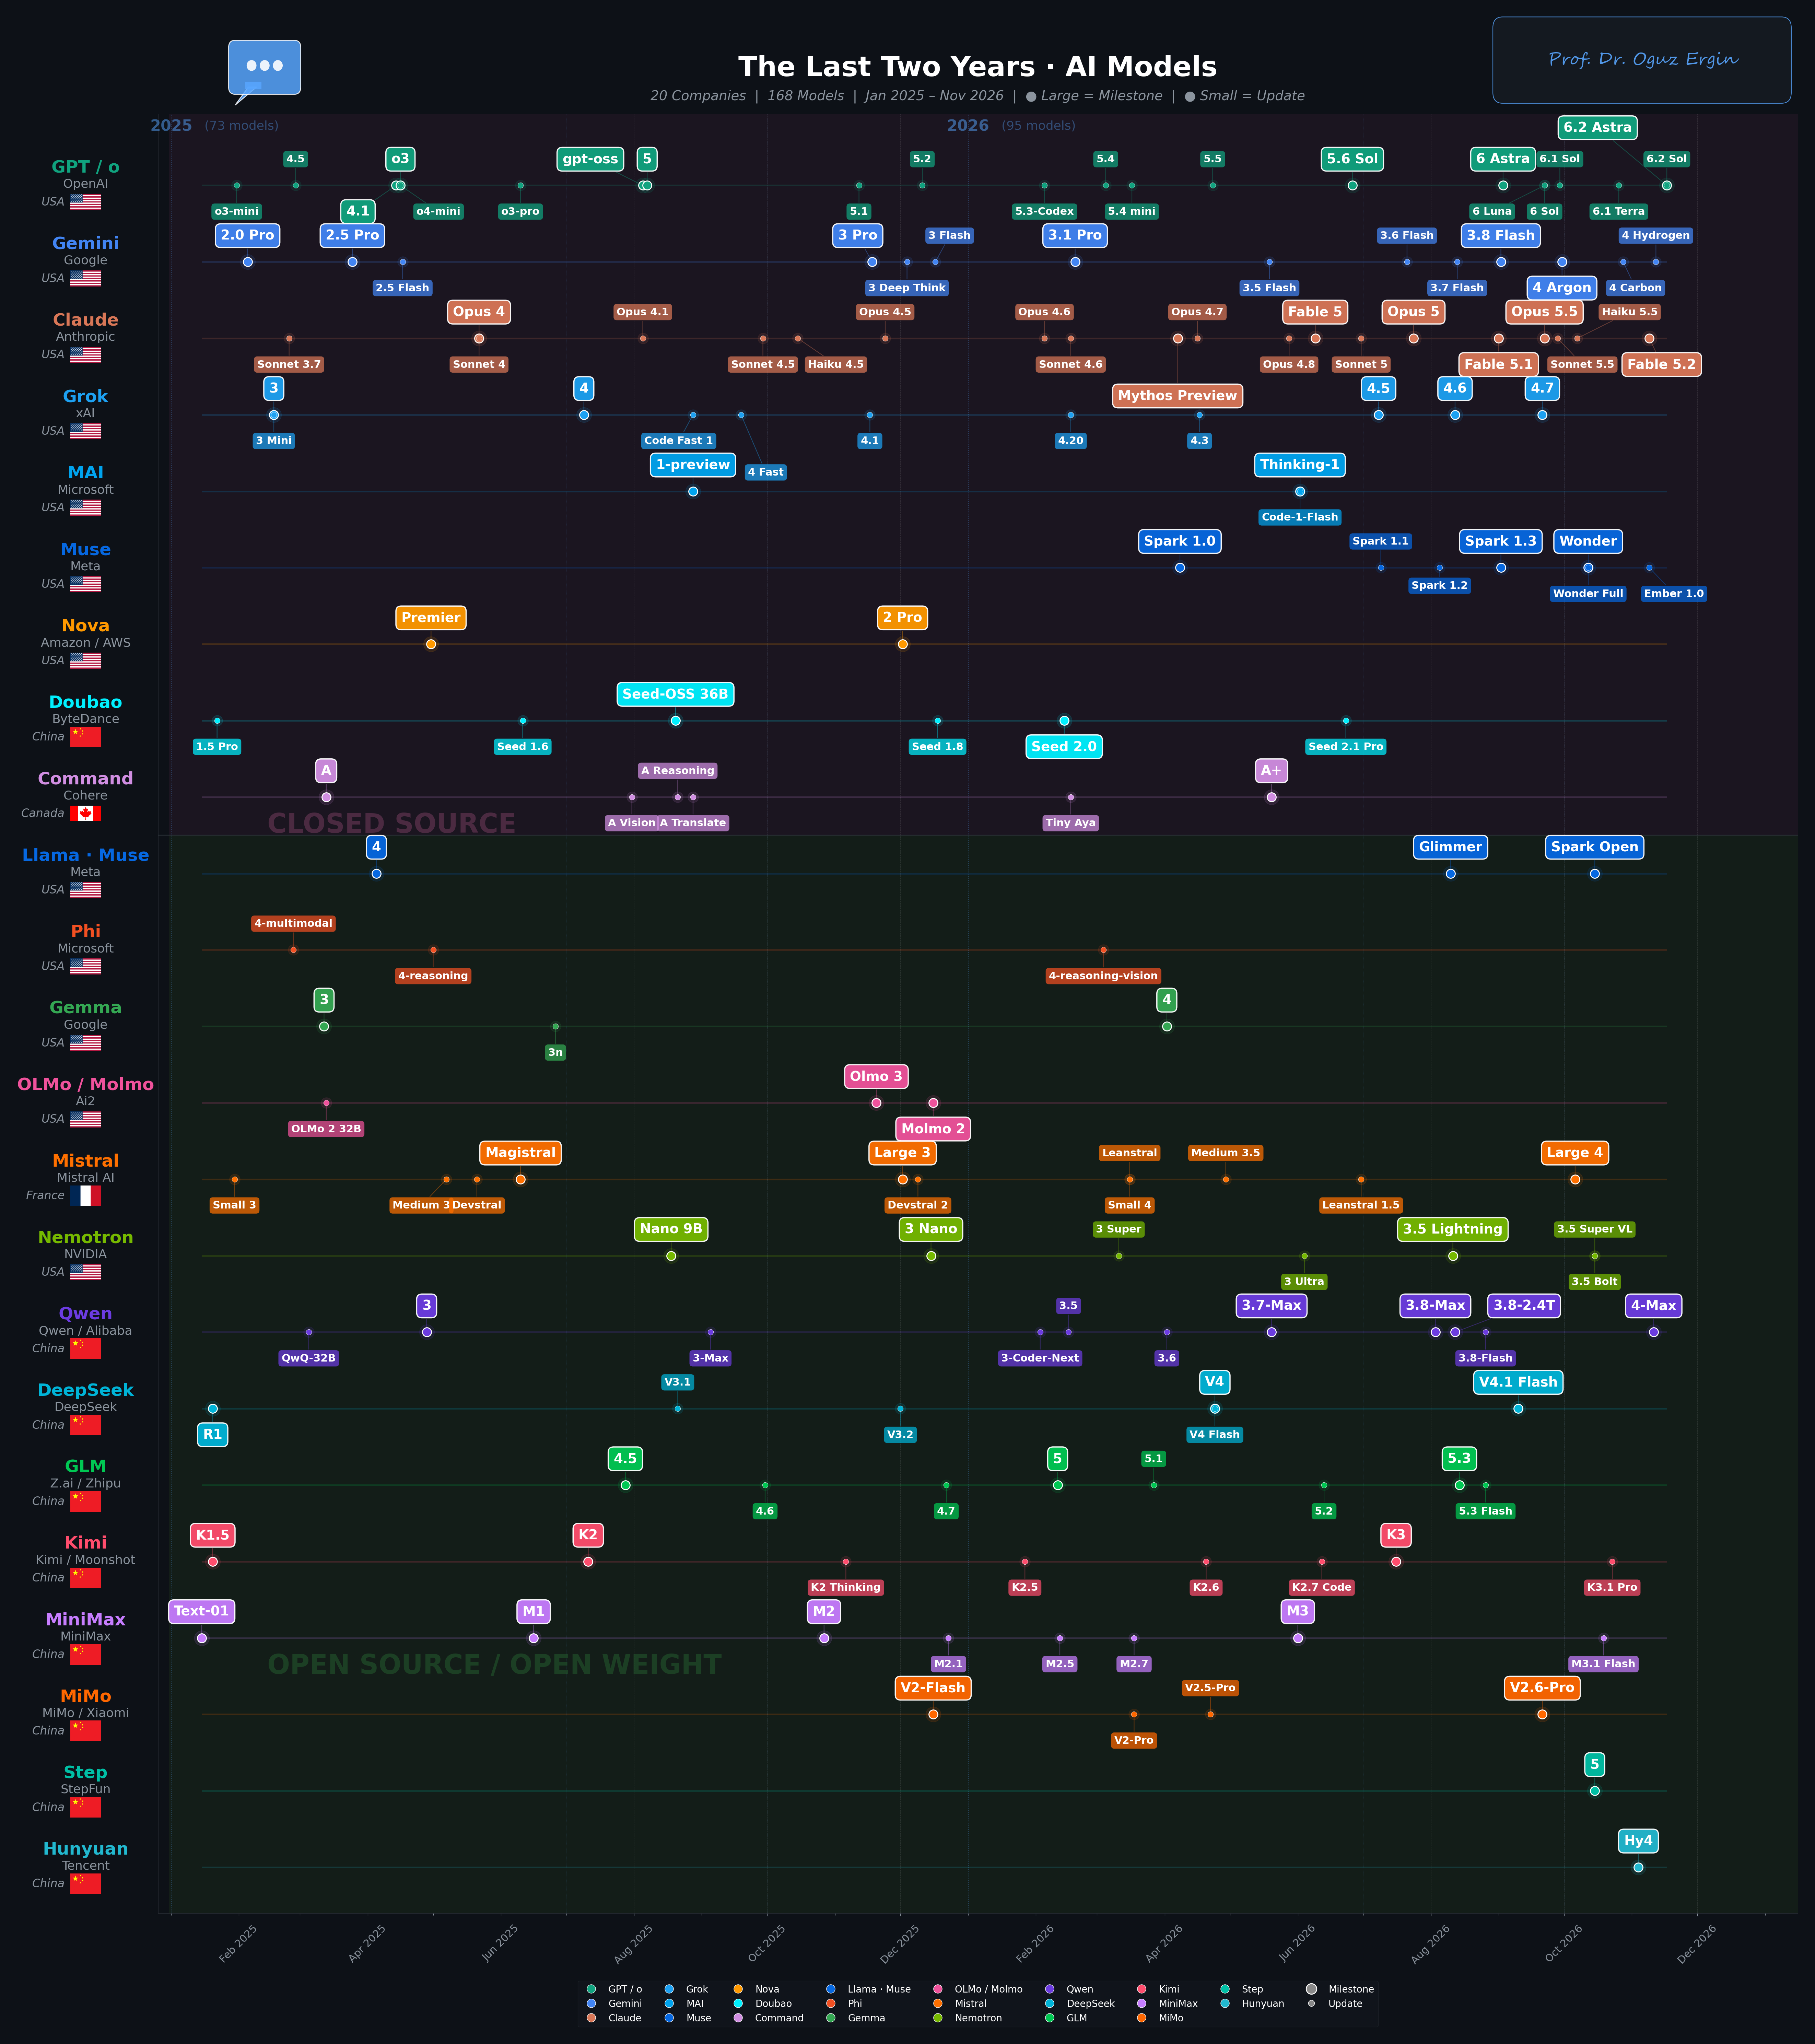 The Last Two Years · AI Models
20 Companies | 168 Models | Jan 2025 – Nov 2026 | ● Large = Milestone | ● Small = Update
Prof. Dr. Oguz Ergin
2025 (73 models)
2026 (95 models)
GPT / o
OpenAI
USA
4.5
o3
gpt-oss
5
5.2
5.4
5.5
5.6 Sol
6 Astra
6.1 Sol
6.2 Astra
6.2 Sol
o3-mini
4.1
o4-mini
o3-pro
5.1
5.3-Codex
5.4 mini
6 Luna
6 Sol
6.1 Terra
Gemini
Google
USA
2.0 Pro
2.5 Pro
3 Pro
3 Flash
3.1 Pro
3.6 Flash
3.8 Flash
4 Hydrogen
2.5 Flash
3 Deep Think
3.5 Flash
3.7 Flash
4 Argon
4 Carbon
Claude
Anthropic
USA
Opus 4
Opus 4.1
Opus 4.5
Opus 4.6
Opus 4.7
Fable 5
Opus 5
Opus 5.5
Haiku 5.5
Sonnet 3.7
Sonnet 4
Sonnet 4.5
Haiku 4.5
Sonnet 4.6
Mythos Preview
Opus 4.8
Sonnet 5
Fable 5.1
Sonnet 5.5
Fable 5.2
Grok
xAI
USA
3
4
4.5
4.6
4.7
3 Mini
Code Fast 1
4 Fast
4.1
4.20
4.3
MAI
Microsoft
USA
1-preview
Thinking-1
Code-1-Flash
Muse
Meta
USA
Spark 1.0
Spark 1.1
Spark 1.3
Wonder
Spark 1.2
Wonder Full
Ember 1.0
Nova
Amazon / AWS
USA
Premier
2 Pro
Doubao
ByteDance
China
Seed-OSS 36B
1.5 Pro
Seed 1.6
Seed 1.8
Seed 2.0
Seed 2.1 Pro
Command
Cohere
Canada
A
A Reasoning
A+
A Vision
A Translate
Tiny Aya
CLOSED SOURCE
Llama · Muse
Meta
USA
4
Glimmer
Spark Open
Phi
Microsoft
USA
4-multimodal
4-reasoning
4-reasoning-vision
Gemma
Google
USA
3
4
3n
OLMo / Molmo
Ai2
USA
Olmo 3
OLMo 2 32B
Molmo 2
Mistral
Mistral AI
France
Magistral
Large 3
Leanstral
Medium 3.5
Large 4
Small 3
Medium 3
Devstral
Devstral 2
Small 4
Leanstral 1.5
Nemotron
NVIDIA
USA
Nano 9B
3 Nano
3 Super
3.5 Lightning
3.5 Super VL
3 Ultra
3.5 Bolt
Qwen
Qwen / Alibaba
China
3
3.5
3.7-Max
3.8-Max
3.8-2.4T
4-Max
QwQ-32B
3-Max
3-Coder-Next
3.6
3.8-Flash
DeepSeek
DeepSeek
China
V3.1
V4
V4.1 Flash
R1
V3.2
V4 Flash
GLM
Z.ai / Zhipu
China
4.5
5
5.1
5.3
4.6
4.7
5.2
5.3 Flash
Kimi
Kimi / Moonshot
China
K1.5
K2
K3
K2 Thinking
K2.5
K2.6
K2.7 Code
K3.1 Pro
MiniMax
MiniMax
China
Text-01
M1
M2
M3
M2.1
M2.5
M2.7
M3.1 Flash
OPEN SOURCE / OPEN WEIGHT
MiMo
MiMo / Xiaomi
China
V2-Flash
V2.5-Pro
V2.6-Pro
V2-Pro
Step
StepFun
China
5
Hunyuan
Tencent
China
Hy4
Feb 2025
Apr 2025
Jun 2025
Aug 2025
Oct 2025
Dec 2025
Feb 2026
Apr 2026
Jun 2026
Aug 2026
Oct 2026
Dec 2026
GPT / o
Gemini
Claude
Grok
MAI
Muse
Nova
Doubao
Command
Llama · Muse
Phi
Gemma
OLMo / Molmo
Mistral
Nemotron
Qwen
DeepSeek
GLM
Kimi
MiniMax
MiMo
Step
Hunyuan
Milestone
Update